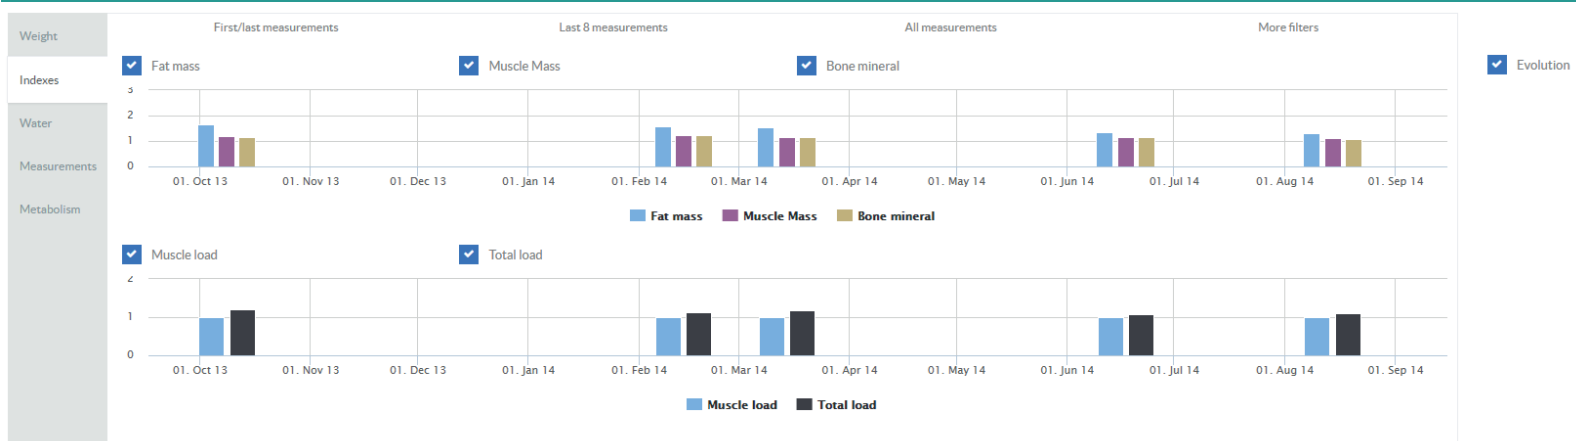 First/last measurements Last 8 measurements All measurements More filters
Weight
Fat mass Muscle Mass Bone mineral Evolution
Indexes
3
2
Water
1
Measurements
0
01. Oct 13 01. Nov 13 01. Dec 13 01. Jan 14 01. Feb 14 01. Mar 14 01. Apr 14 01. May 14 01. Jun 14 01. Jul 14 01. Aug 14 01. Sep 14
Metabolism
Fat mass Muscle Mass Bone mineral
Muscle load Total load
2
1
0
01. Oct 13 01. Nov 13 01. Dec 13 01. Jan 14 01. Feb 14 01. Mar 14 01. Apr 14 01. May 14 01. Jun 14 01. Jul 14 01. Aug 14 01. Sep 14
Muscle load Total load